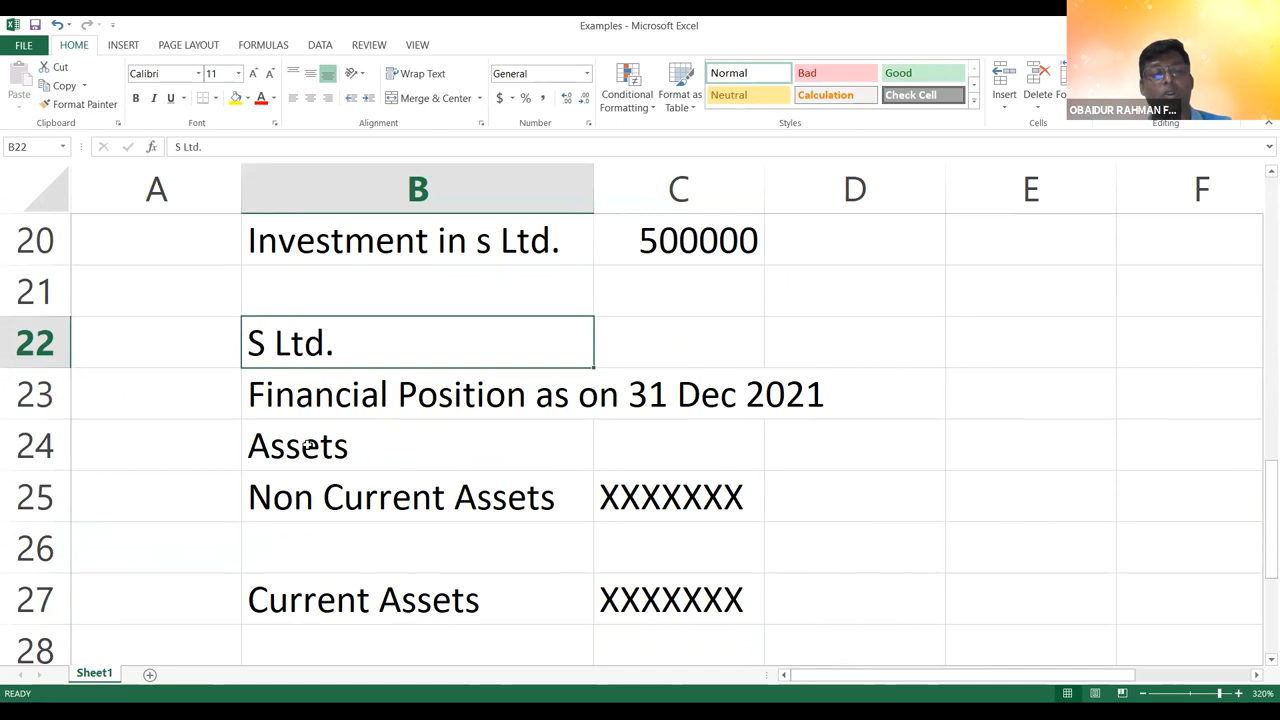 Examples - Microsoft Excel
FILE HOME INSERT PAGE LAYOUT FORMULAS DATA REVIEW VIEW
Paste Cut Copy Format Painter Clipboard
Calibri 11 B I U A Font
Wrap Text Merge & Center Alignment
General $ % , Number
Conditional Formatting Format as Table
Normal Bad Good
Neutral Calculation Check Cell
Styles
Insert Delete Fo
Cells
Editing
OBAIDUR RAHMAN F...
B22 fx S Ltd.
A B C D E F
20 Investment in s Ltd. 500000
21
22 S Ltd.
23 Financial Position as on 31 Dec 2021
24 Assets
25 Non Current Assets XXXXXXX
26
27 Current Assets XXXXXXX
28
Sheet1
READY 320%